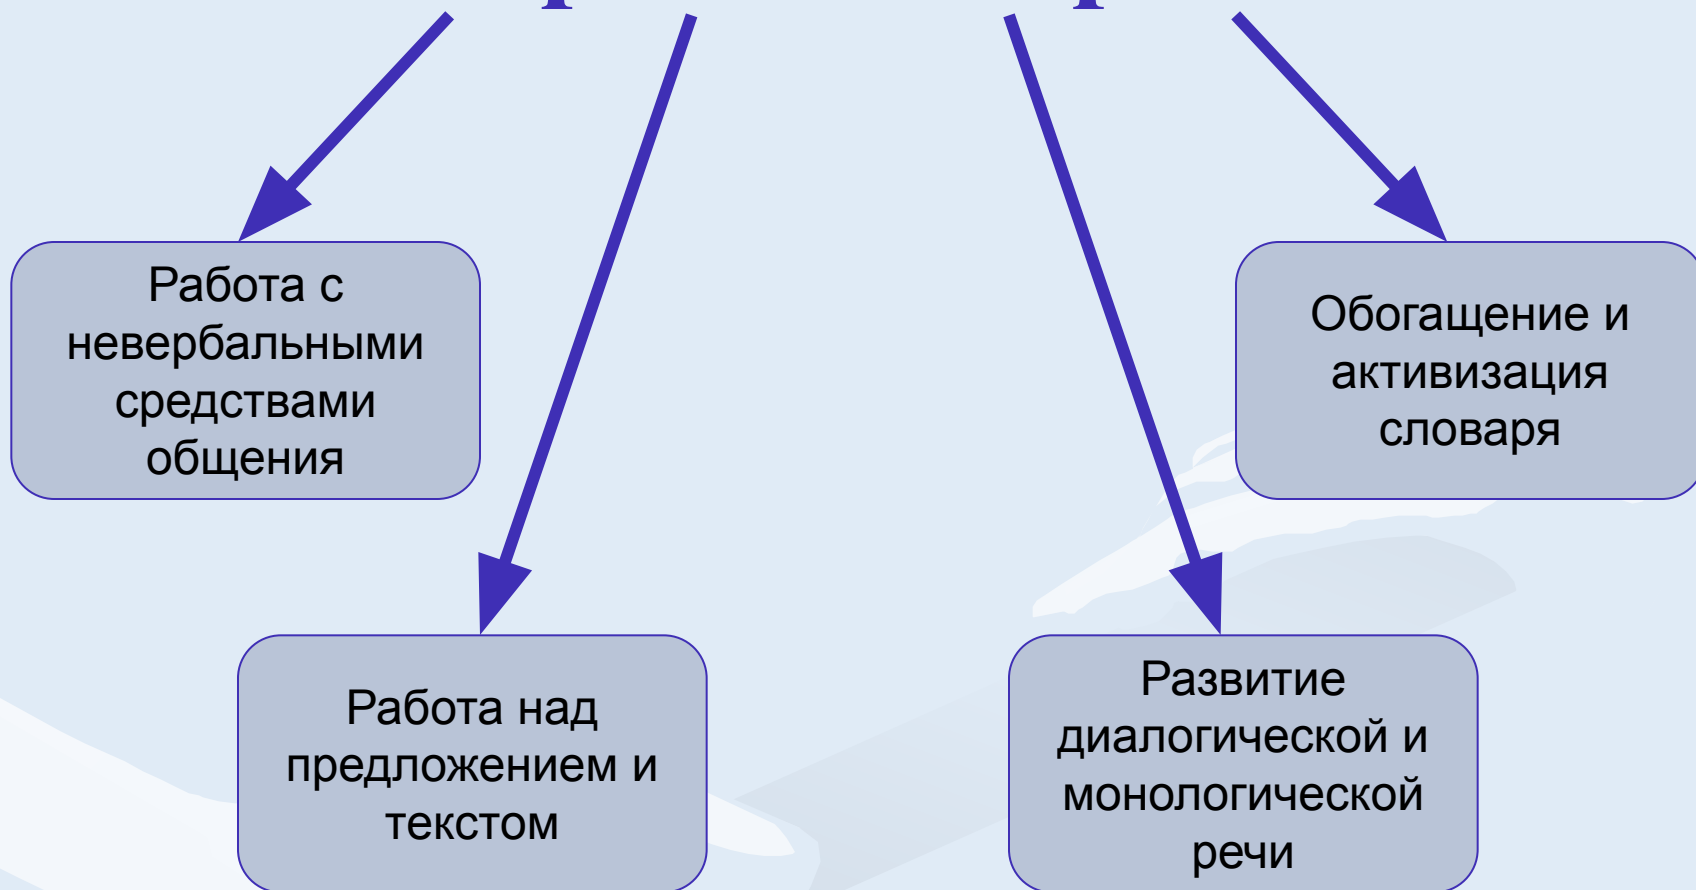 Работа с
невербальными
средствами
общения
Обогащение и
активизация
словаря
Работа над
предложением и
текстом
Развитие
диалогической и
монологической
речи